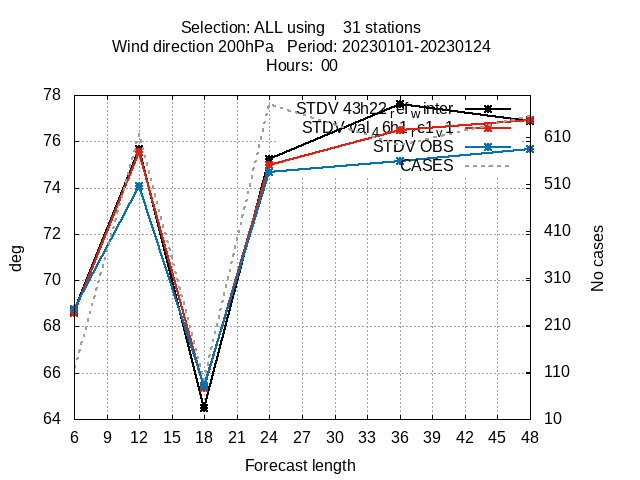 Selection: ALL using 31 stations
Wind direction 200hPa Period: 20230101-20230124
Hours: 00
STDV 43h22_ref_winter
STDV val_46h1_rc1_v1
STDV OBS
CASES
78
76
74
72
70
68
66
64
deg
610
510
410
310
210
110
10
No cases
6 9 12 15 18 21 24 27 30 33 36 39 42 45 48
Forecast length